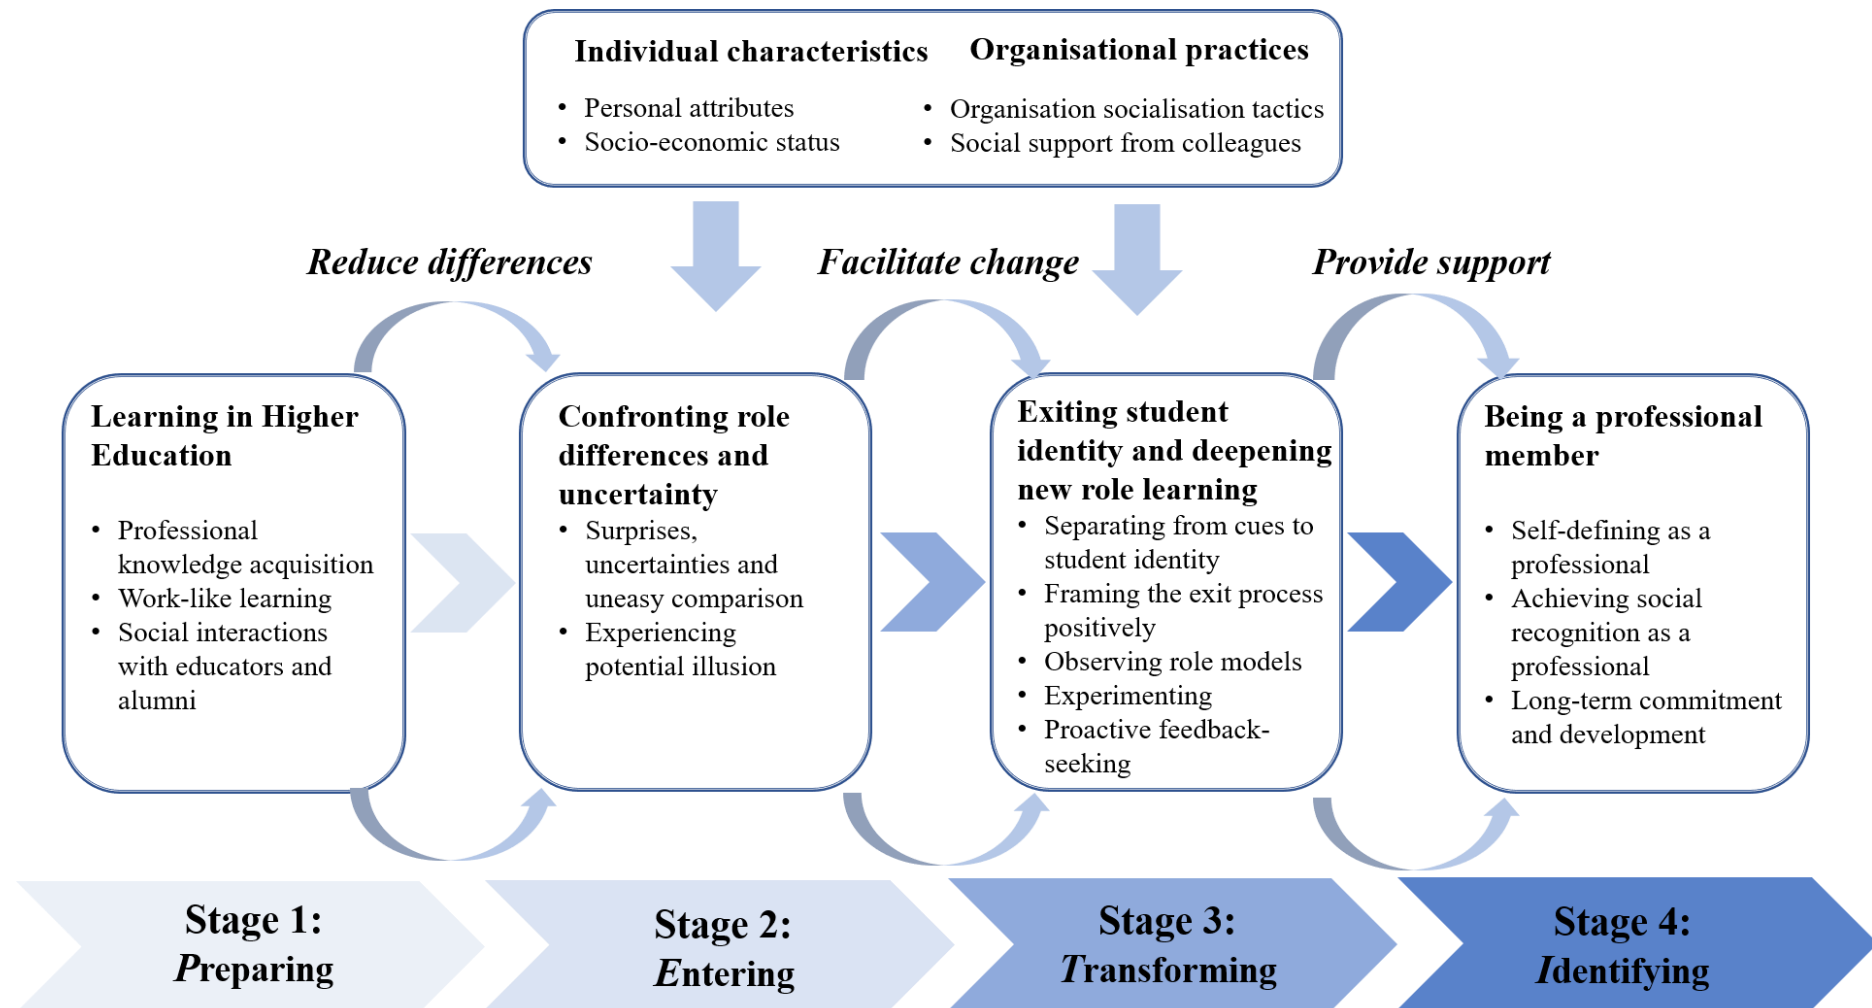 Individual characteristics
• Personal attributes
• Socio-economic status
Organisational practices
• Organisation socialisation tactics
• Social support from colleagues
Reduce differences
Facilitate change
Provide support
Learning in Higher
Education
• Professional
knowledge acquisition
• Work-like learning
• Social interactions
with educators and
alumni
Confronting role
differences and
uncertainty
• Surprises,
uncertainties and
uneasy comparison
• Experiencing
potential illusion
Exiting student
identity and deepening
new role learning
• Separating from cues to
student identity
• Framing the exit process
positively
• Observing role models
• Experimenting
• Proactive feedback-
seeking
Being a professional
member
• Self-defining as a
professional
• Achieving social
recognition as a
professional
• Long-term commitment
and development
Stage 1:
Preparing
Stage 2:
Entering
Stage 3:
Transforming
Stage 4:
Identifying